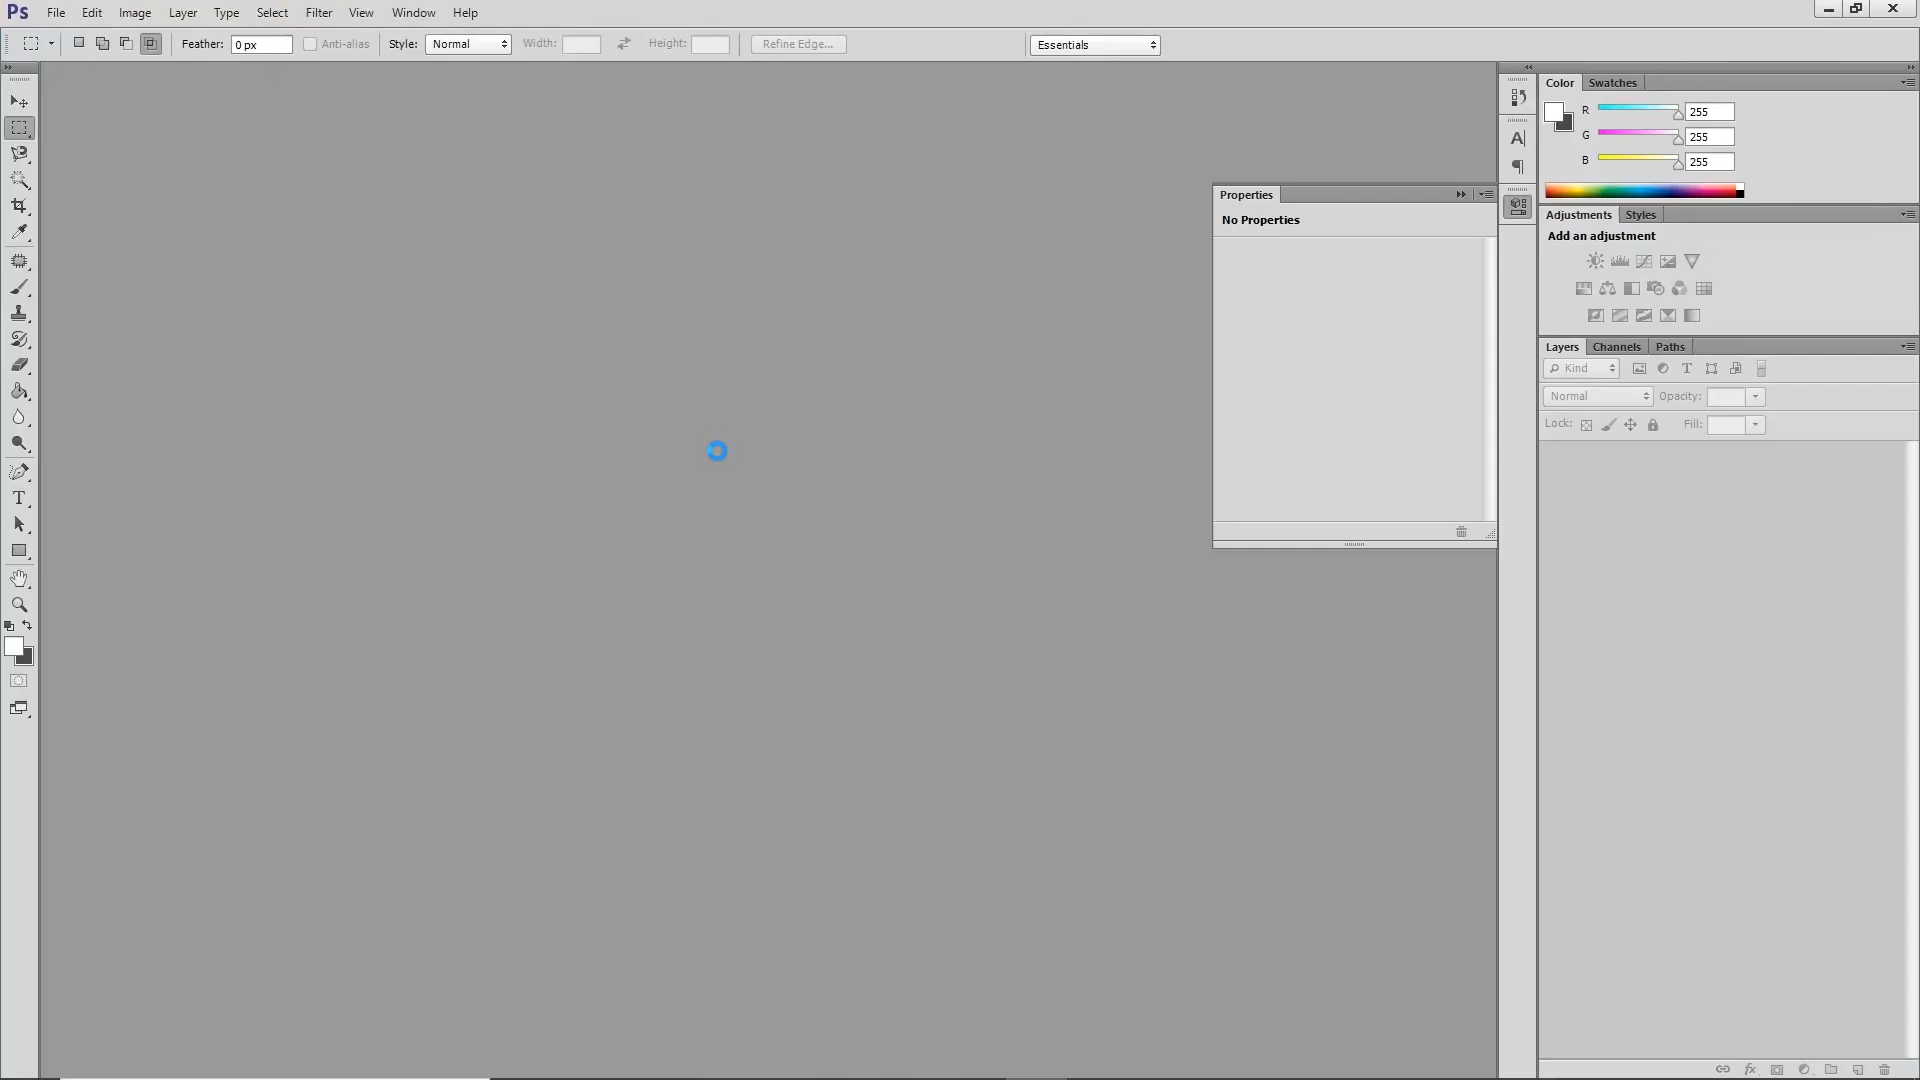 Ps File Edit Image Layer Type Select Filter View Window Help
Feather: 0 px Anti-alias Style: Normal Width: Height: Refine Edge... Essentials
Color Swatches
R 255
G 255
B 255
Properties
No Properties
Adjustments Styles
Add an adjustment
Layers Channels Paths
Kind
Normal Opacity:
Lock: Fill: